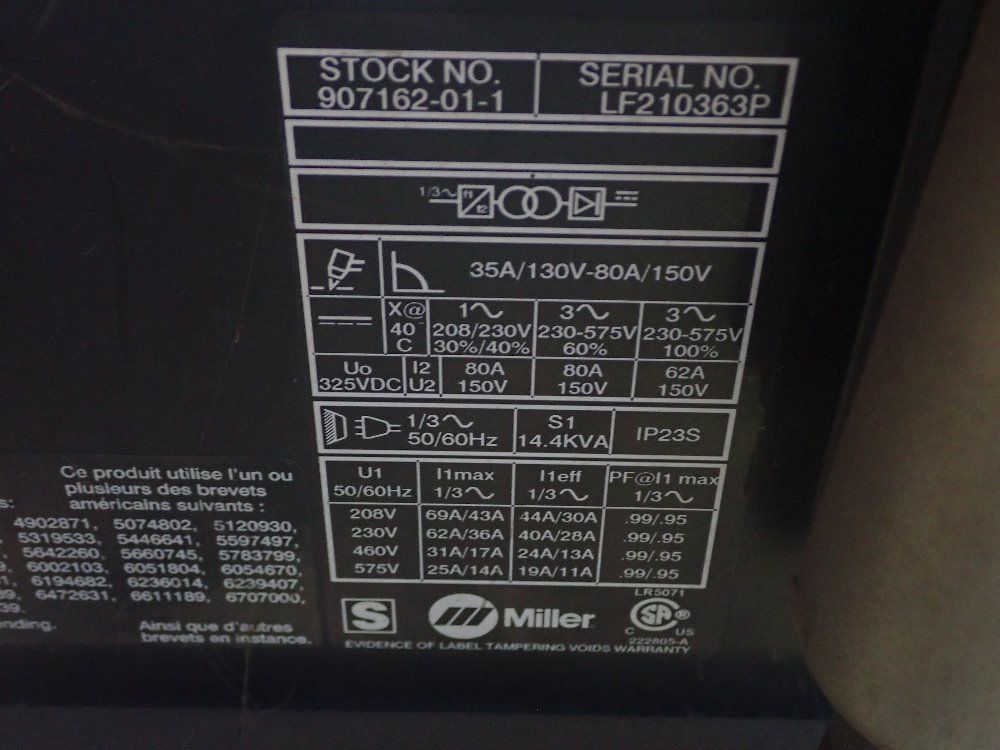 STOCK NO.
907162-01-1
SERIAL NO.
LF210363P
1/3~
f1
f2
35A/130V-80A/150V
X@
40
C
1~
208/230V
30%/40%
3~
230-575V
60%
3~
230-575V
100%
Uo
325VDC
I2
U2
80A
150V
80A
150V
62A
150V
1/3~
50/60Hz
S1
14.4KVA
IP23S
U1
50/60Hz
I1max
1/3~
I1eff
1/3~
PF@I1 max
1/3~
208V 69A/43A 44A/30A .99/.95
230V 62A/36A 40A/28A .99/.95
460V 31A/17A 24A/13A .99/.95
575V 25A/14A 19A/11A .99/.95
S
Miller
LR5071
SA
®
C US
222805-A
EVIDENCE OF LABEL TAMPERING VOIDS WARRANTY
Ce produit utilise l'un ou
plusieurs des brevets
américains suivants :
s:
4902871, 5074802, 5120930,
5319533, 5446641, 5597497,
5642260, 5660745, 5783799,
6002103, 6051804, 6054670,
6194682, 6236014, 6239407,
6472631, 6611189, 6707000,
39.
nding.
Ainsi que d'autres
brevets en instance.